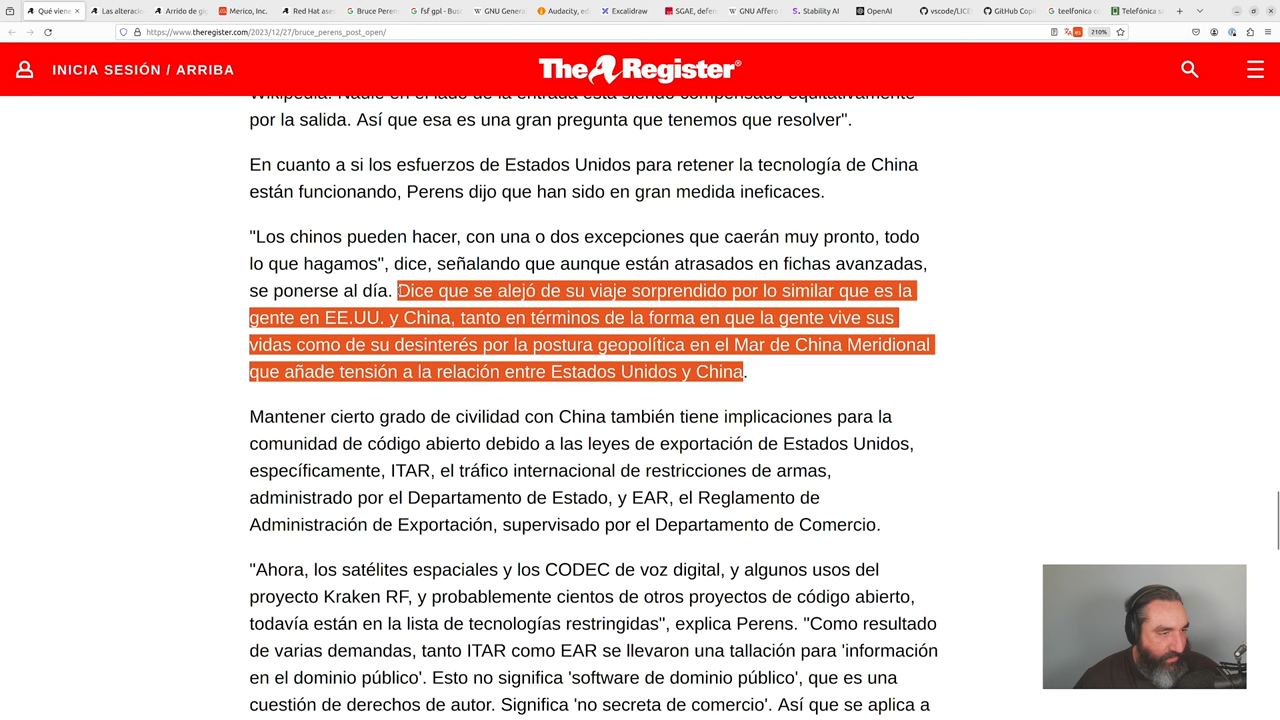 Qué viene
Las alteracio
Arrido de gig
Merico, Inc.
Red Hat ases
Bruce Peren
fsf gpl - Busc
GNU Genera
Audacity, edi
Excalidraw
SGAE, defen
GNU Affero
Stability AI
OpenAI
vscode/LICE
GitHub Copil
teelfonica co
Telefónica sa
https://www.theregister.com/2023/12/27/bruce_perens_post_open/
210%
INICIA SESIÓN / ARRIBA
The Register®
Wikipedia. Nadie en el lado de la entrada está siendo compensado equitativamente
por la salida. Así que esa es una gran pregunta que tenemos que resolver".
En cuanto a si los esfuerzos de Estados Unidos para retener la tecnología de China
están funcionando, Perens dijo que han sido en gran medida ineficaces.
"Los chinos pueden hacer, con una o dos excepciones que caerán muy pronto, todo
lo que hagamos", dice, señalando que aunque están atrasados en fichas avanzadas,
se ponerse al día. Dice que se alejó de su viaje sorprendido por lo similar que es la
gente en EE.UU. y China, tanto en términos de la forma en que la gente vive sus
vidas como de su desinterés por la postura geopolítica en el Mar de China Meridional
que añade tensión a la relación entre Estados Unidos y China.
Mantener cierto grado de civilidad con China también tiene implicaciones para la
comunidad de código abierto debido a las leyes de exportación de Estados Unidos,
específicamente, ITAR, el tráfico internacional de restricciones de armas,
administrado por el Departamento de Estado, y EAR, el Reglamento de
Administración de Exportación, supervisado por el Departamento de Comercio.
"Ahora, los satélites espaciales y los CODEC de voz digital, y algunos usos del
proyecto Kraken RF, y probablemente cientos de otros proyectos de código abierto,
todavía están en la lista de tecnologías restringidas", explica Perens. "Como resultado
de varias demandas, tanto ITAR como EAR se llevaron una tallación para 'información
en el dominio público'. Esto no significa 'software de dominio público', que es una
cuestión de derechos de autor. Significa 'no secreta de comercio'. Así que se aplica a